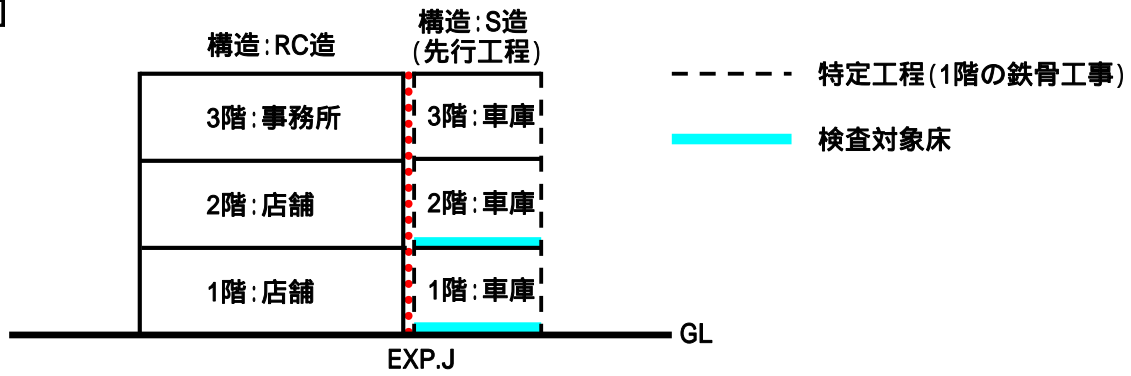 構造:RC造
構造:S造
(先行工程)
3階:事務所
3階:車庫
2階:店舗
2階:車庫
1階:店舗
1階:車庫
GL
EXP.J
特定工程(1階の鉄骨工事)
検査対象床